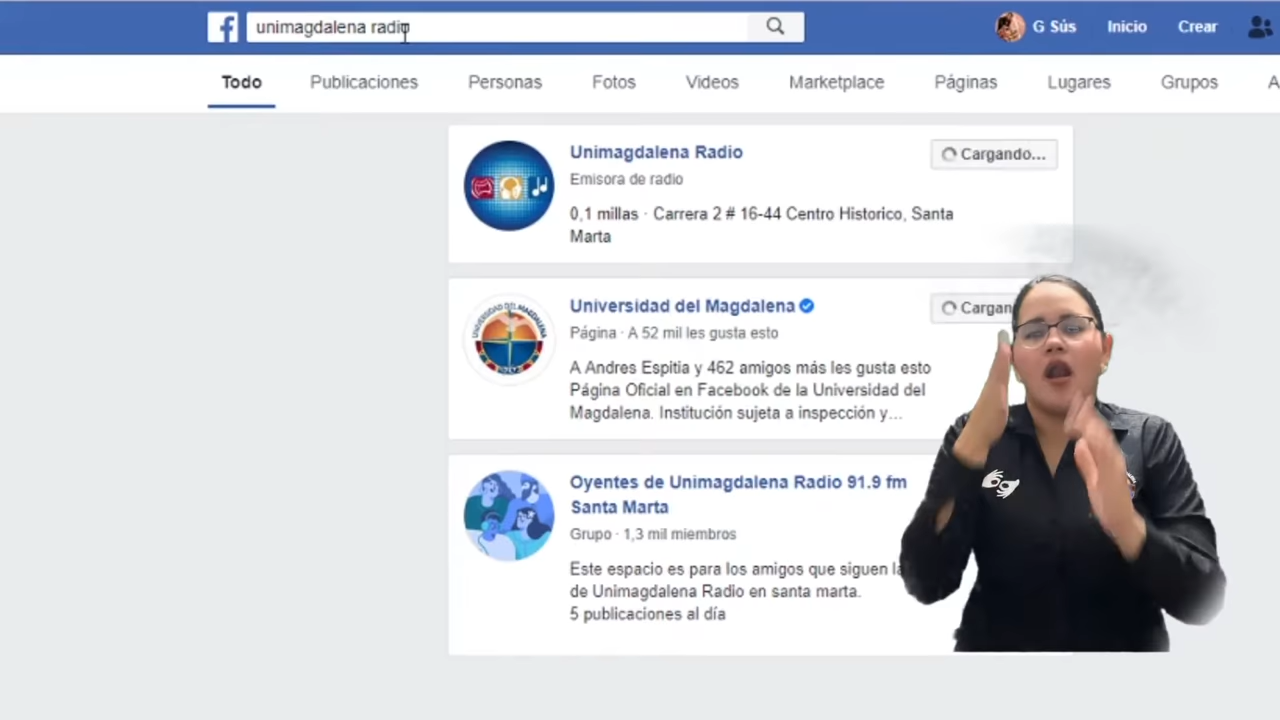 unimagdalena radio
G Sús Inicio Crear
Todo Publicaciones Personas Fotos Videos Marketplace Páginas Lugares Grupos A
Unimagdalena Radio
Cargando...
Emisora de radio
0,1 millas · Carrera 2 # 16-44 Centro Historico, Santa
Marta
UNIVERSIDAD DEL MAGDALENA
Universidad del Magdalena
Cargan
Página · A 52 mil les gusta esto
A Andres Espitia y 462 amigos más les gusta esto
Página Oficial en Facebook de la Universidad del
Magdalena. Institución sujeta a inspección y...
Oyentes de Unimagdalena Radio 91.9 fm
Santa Marta
Grupo · 1,3 mil miembros
Este espacio es para los amigos que siguen la
de Unimagdalena Radio en santa marta.
5 publicaciones al día